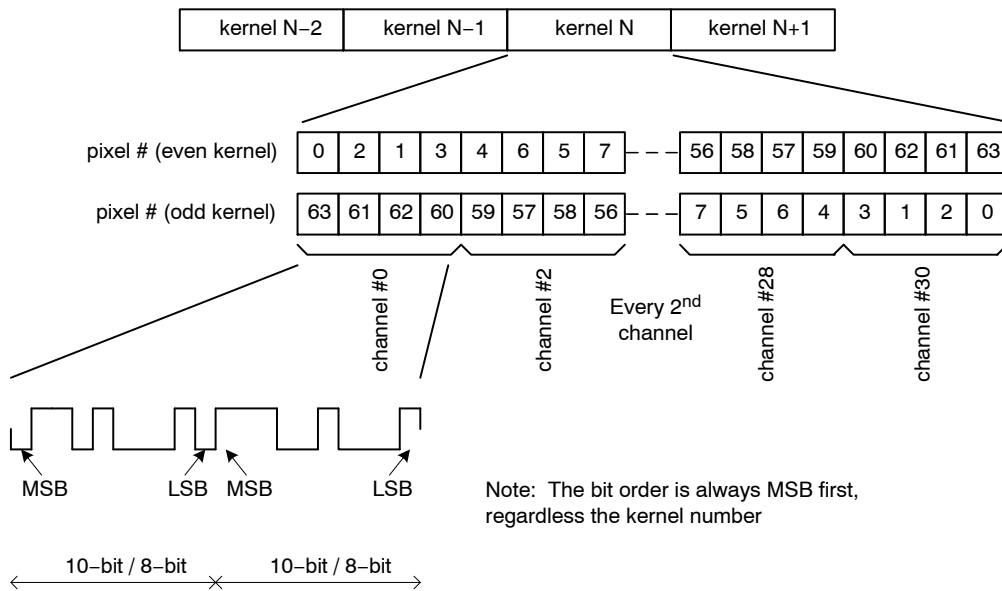 kernel N−2 kernel N−1 kernel N kernel N+1
pixel # (even kernel) 0 2 1 3 4 6 5 7 56 58 57 59 60 62 61 63
pixel # (odd kernel) 63 61 62 60 59 57 58 56 7 5 6 4 3 1 2 0
channel #0
channel #2
Every 2nd
channel
channel #28
channel #30
MSB LSB MSB LSB
Note: The bit order is always MSB first,
regardless the kernel number
10−bit / 8−bit 10−bit / 8−bit